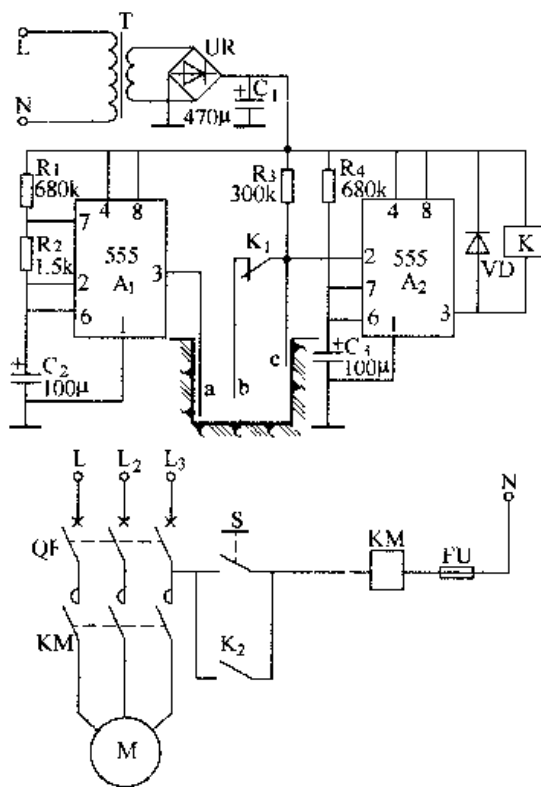 T
L
UR
N
C1
470μ
R1
680k
4
8
R3
300k
R4
680k
4
8
7
R2
1.5k
555
3
K1
2
555
K
2
A1
7
A2
VD
6
1
6
1
3
C2
100μ
a
b
c
C3
100μ
L
L2
L3
N
QF
S
KM
FU
KM
K2
M